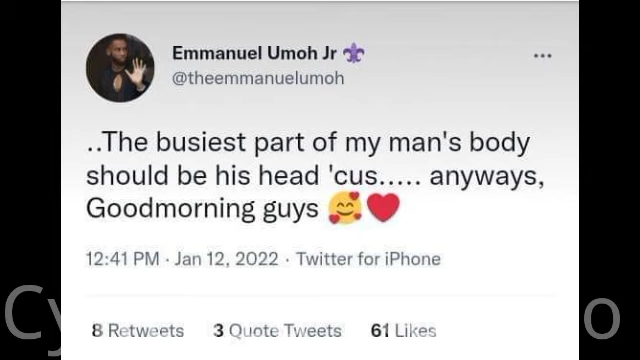 Emmanuel Umoh Jr ⚜
@theemmanuelumoh
..The busiest part of my man's body
should be his head 'cus..... anyways,
Goodmorning guys 🥰❤
12:41 PM · Jan 12, 2022 · Twitter for iPhone
8 Retweets 3 Quote Tweets 61 Likes